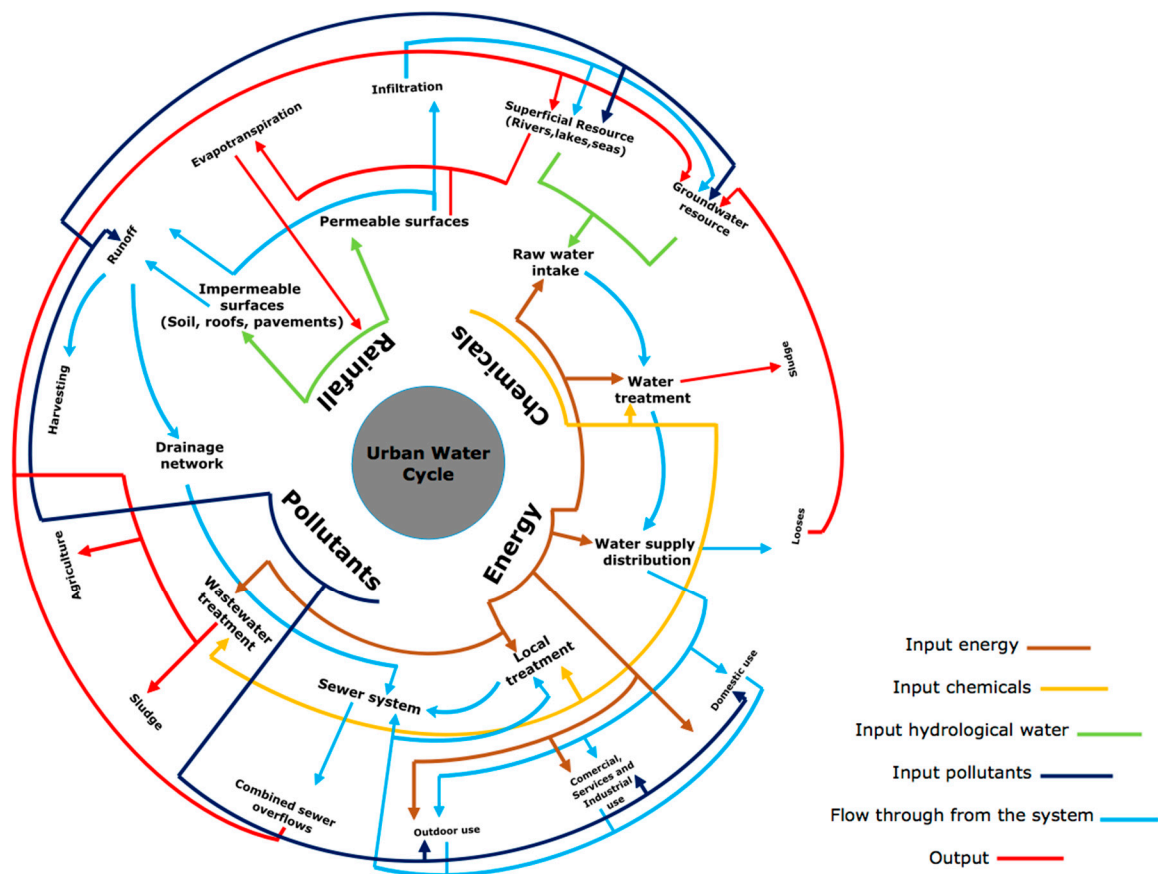 Infiltration
Superficial Resource
(Rivers,lakes,seas)
Evapotranspiration
Groundwater
resource
Permeable surfaces
Runoff
Raw water
intake
Impermeable
surfaces
(Soil, roofs, pavements)
Rainfall
Chemicals
Harvesting
Water
treatment
Sludge
Urban Water
Cycle
Drainage
network
Pollutants
Energy
Water supply
distribution
Looses
Agriculture
Wastewater
treatment
Local
treatment
Domestic use
Sewer system
Sludge
Combined sewer
overflows
Comercial,
Services and
Industrial
use
Outdoor use
Input energy
Input chemicals
Input hydrological water
Input pollutants
Flow through from the system
Output